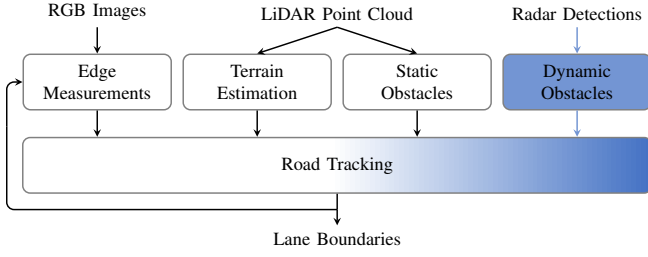 RGB Images
LiDAR Point Cloud
Radar Detections
Edge
Measurements
Terrain
Estimation
Static
Obstacles
Dynamic
Obstacles
Road Tracking
Lane Boundaries